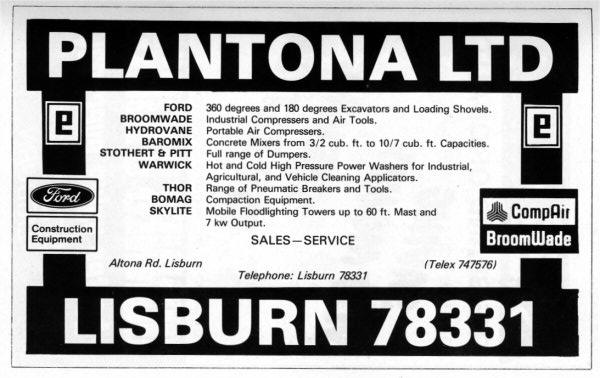 PLANTONA LTD
e
e
FORD 360 degrees and 180 degrees Excavators and Loading Shovels.
BROOMWADE Industrial Compressors and Air Tools.
HYDROVANE Portable Air Compressors.
BAROMIX Concrete Mixers from 3/2 cub. ft. to 10/7 cub. ft. Capacities.
STOTHERT & PITT Full range of Dumpers.
WARWICK Hot and Cold High Pressure Power Washers for Industrial,
Agricultural, and Vehicle Cleaning Applicators.
THOR Range of Pneumatic Breakers and Tools.
BOMAG Compaction Equipment.
SKYLITE Mobile Floodlighting Towers up to 60 ft. Mast and
7 kw Output.
Ford
Construction
Equipment
CompAir
BroomWade
SALES—SERVICE
Altona Rd. Lisburn
(Telex 747576)
Telephone: Lisburn 78331
LISBURN 78331